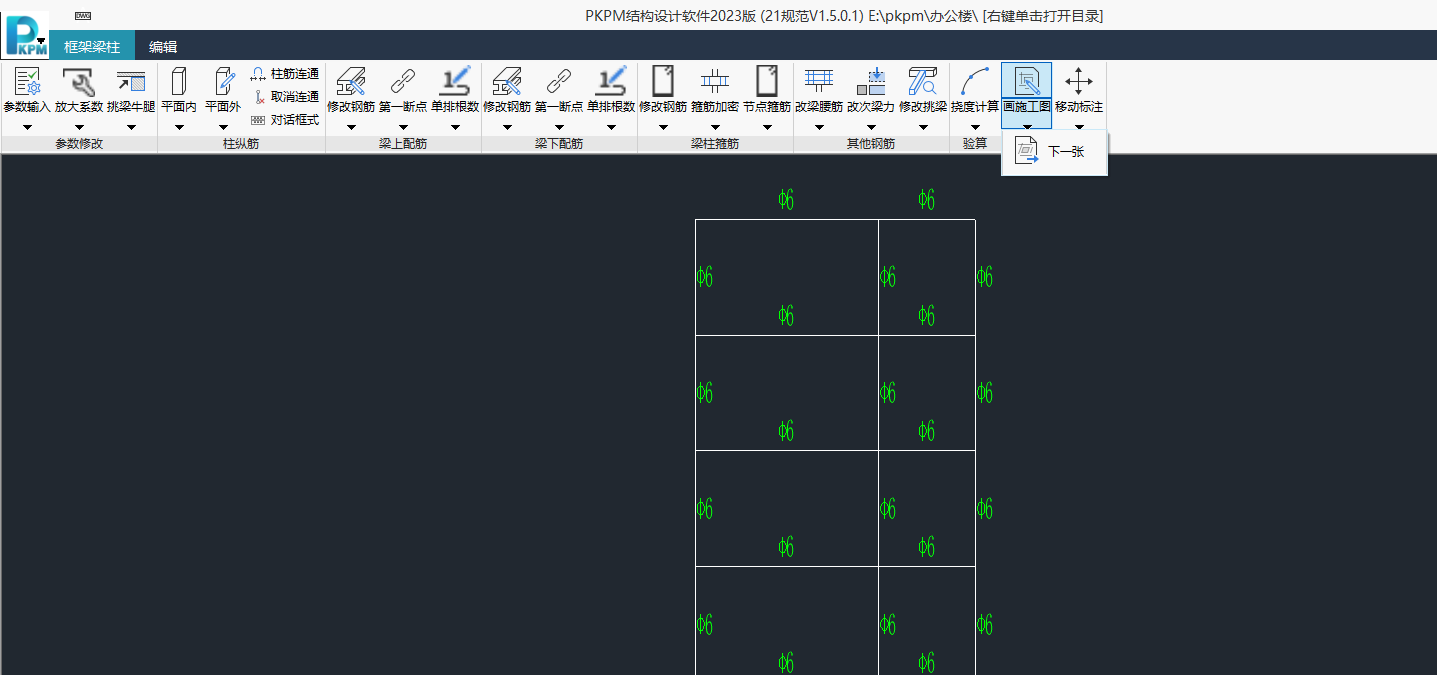 PKPM结构设计软件2023版 (21规范V1.5.0.1) E:\pkpm\办公楼\ [右键单击打开目录]
DWG
PKPM
框架梁柱 编辑
参数输入 放大系数 挑梁牛腿 平面内 平面外 柱筋连通 取消连通 对话框式 修改钢筋 第一断点 单排根数 修改钢筋 第一断点 单排根数 修改钢筋 箍筋加密 节点箍筋 改梁腰筋 改次梁力 修改挑梁 挠度计算 画施工图 移动标注
参数修改 柱纵筋 梁上配筋 梁下配筋 梁柱箍筋 其他钢筋 验算
下一张
Φ6 Φ6
Φ6 Φ6 Φ6
Φ6 Φ6
Φ6 Φ6 Φ6
Φ6 Φ6
Φ6 Φ6 Φ6
Φ6 Φ6
Φ6 Φ6 Φ6
Φ6 Φ6